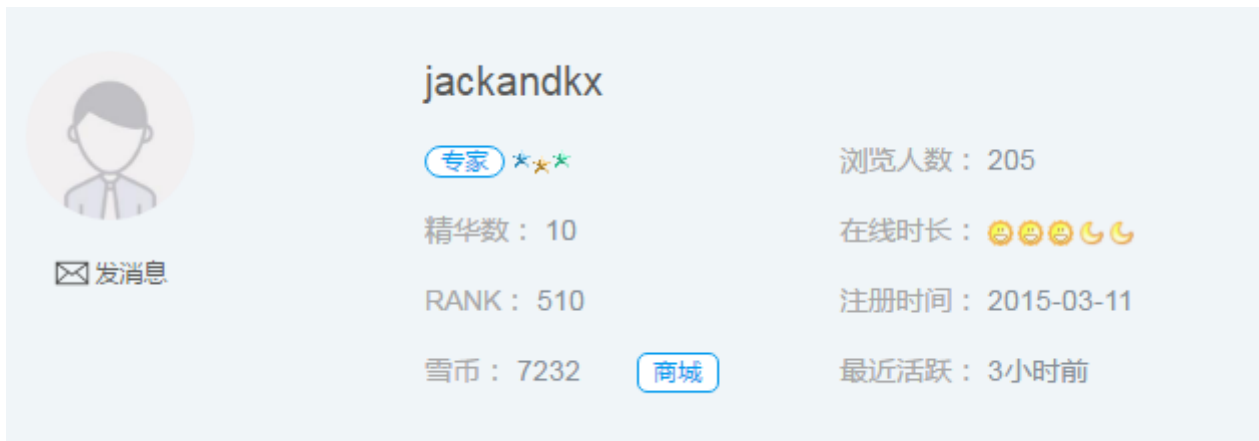 jackandkx
专家 浏览人数： 205
精华数： 10 在线时长：
发消息
RANK： 510 注册时间： 2015-03-11
雪币： 7232 商城 最近活跃： 3小时前